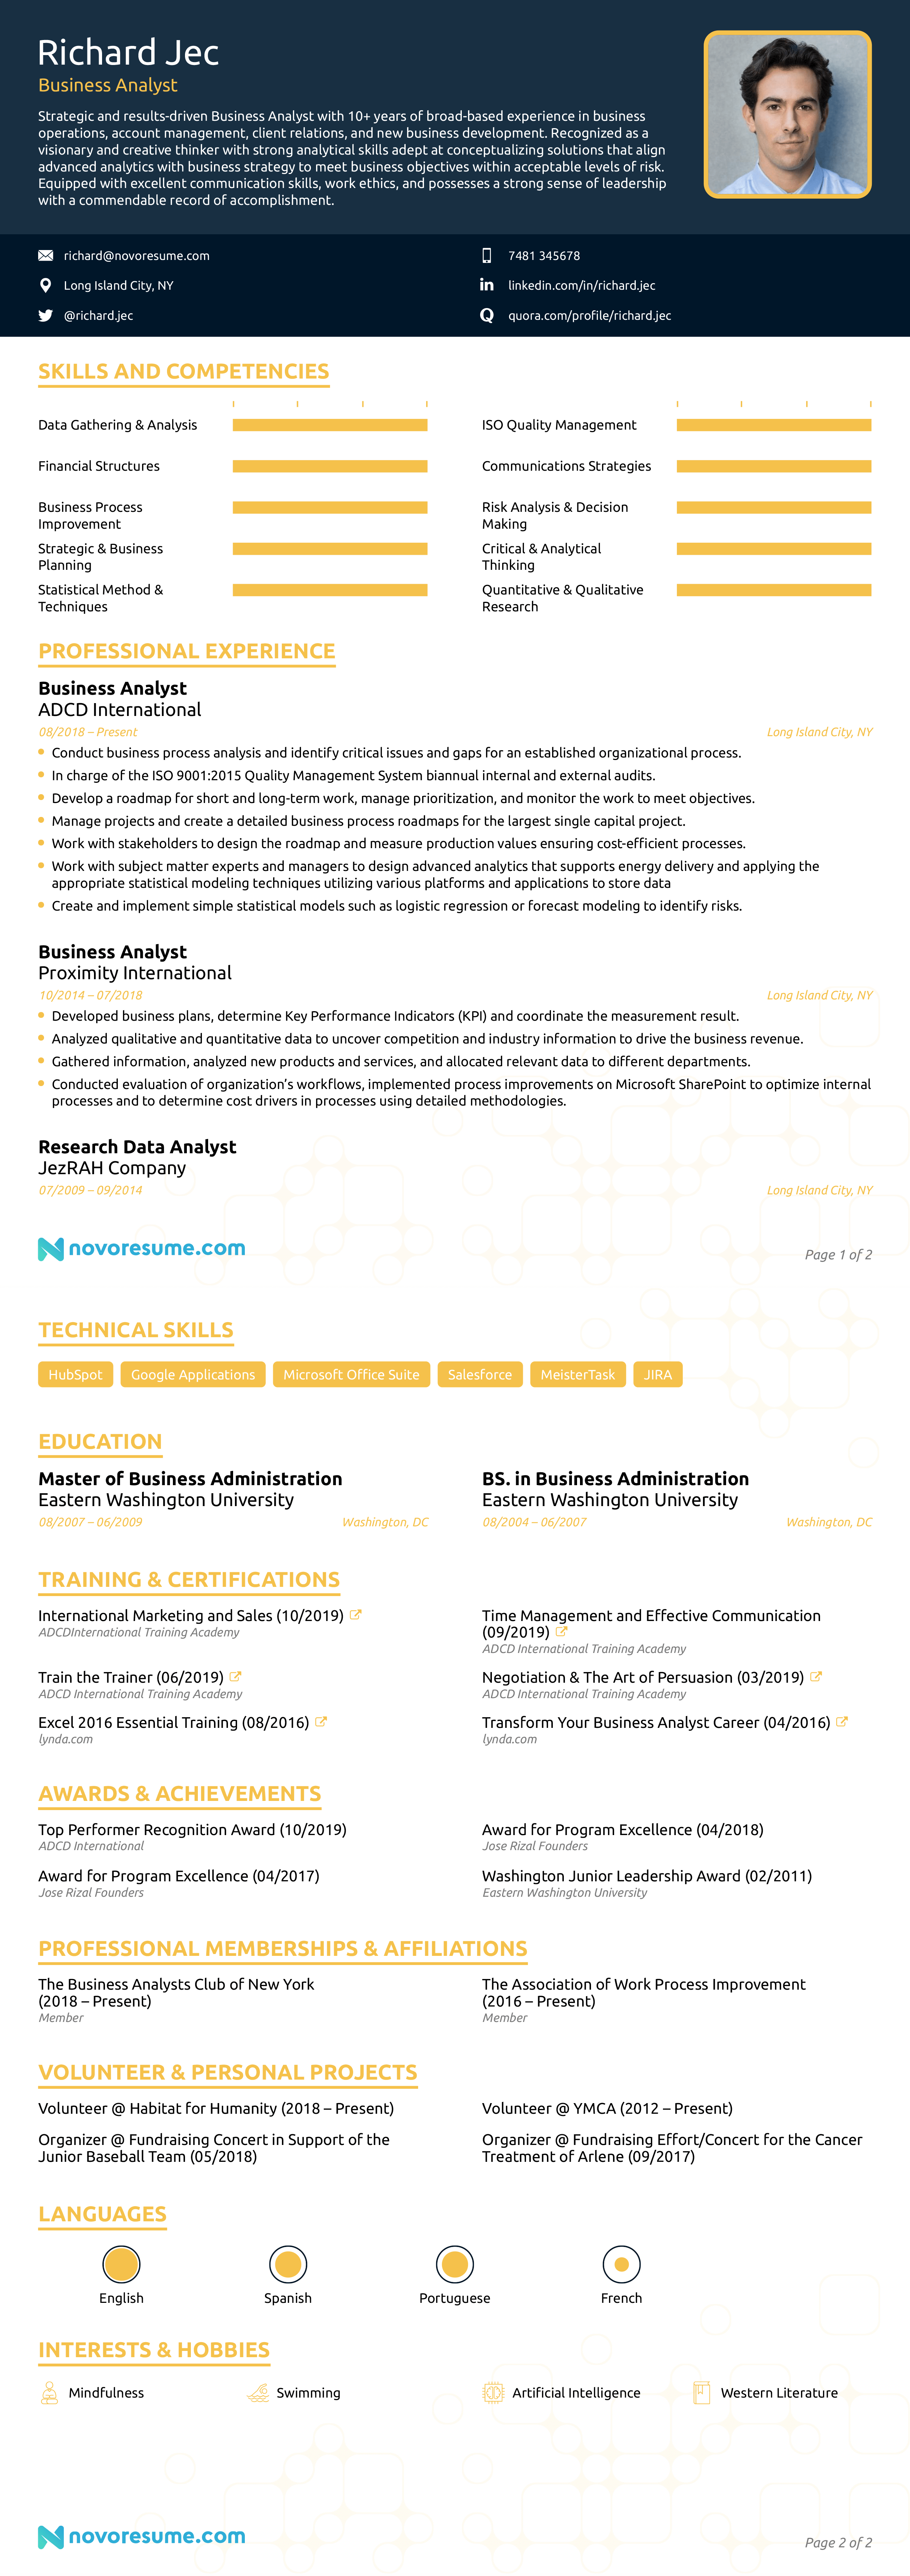 Richard Jec
Business Analyst
Strategic and results-driven Business Analyst with 10+ years of broad-based experience in business
operations, account management, client relations, and new business development. Recognized as a
visionary and creative thinker with strong analytical skills adept at conceptualizing solutions that align
advanced analytics with business strategy to meet business objectives within acceptable levels of risk.
Equipped with excellent communication skills, work ethics, and possesses a strong sense of leadership
with a commendable record of accomplishment.
richard@novoresume.com
7481 345678
Long Island City, NY
linkedin.com/in/richard.jec
@richard.jec
quora.com/profile/richard.jec
SKILLS AND COMPETENCIES
Data Gathering & Analysis
ISO Quality Management
Financial Structures
Communications Strategies
Business Process
Improvement
Risk Analysis & Decision
Making
Strategic & Business
Planning
Critical & Analytical
Thinking
Statistical Method &
Techniques
Quantitative & Qualitative
Research
PROFESSIONAL EXPERIENCE
Business Analyst
ADCD International
08/2018 – Present
Long Island City, NY
Conduct business process analysis and identify critical issues and gaps for an established organizational process.
In charge of the ISO 9001:2015 Quality Management System biannual internal and external audits.
Develop a roadmap for short and long-term work, manage prioritization, and monitor the work to meet objectives.
Manage projects and create a detailed business process roadmaps for the largest single capital project.
Work with stakeholders to design the roadmap and measure production values ensuring cost-efficient processes.
Work with subject matter experts and managers to design advanced analytics that supports energy delivery and applying the
appropriate statistical modeling techniques utilizing various platforms and applications to store data
Create and implement simple statistical models such as logistic regression or forecast modeling to identify risks.
Business Analyst
Proximity International
10/2014 – 07/2018
Long Island City, NY
Developed business plans, determine Key Performance Indicators (KPI) and coordinate the measurement result.
Analyzed qualitative and quantitative data to uncover competition and industry information to drive the business revenue.
Gathered information, analyzed new products and services, and allocated relevant data to different departments.
Conducted evaluation of organization's workflows, implemented process improvements on Microsoft SharePoint to optimize internal
processes and to determine cost drivers in processes using detailed methodologies.
Research Data Analyst
JezRAH Company
07/2009 – 09/2014
Long Island City, NY
novoresume.com
Page 1 of 2
TECHNICAL SKILLS
HubSpot Google Applications Microsoft Office Suite Salesforce MeisterTask JIRA
EDUCATION
Master of Business Administration
Eastern Washington University
08/2007 – 06/2009
Washington, DC
BS. in Business Administration
Eastern Washington University
08/2004 – 06/2007
Washington, DC
TRAINING & CERTIFICATIONS
International Marketing and Sales (10/2019)
ADCDInternational Training Academy
Time Management and Effective Communication
(09/2019)
ADCD International Training Academy
Train the Trainer (06/2019)
ADCD International Training Academy
Negotiation & The Art of Persuasion (03/2019)
ADCD International Training Academy
Excel 2016 Essential Training (08/2016)
lynda.com
Transform Your Business Analyst Career (04/2016)
lynda.com
AWARDS & ACHIEVEMENTS
Top Performer Recognition Award (10/2019)
ADCD International
Award for Program Excellence (04/2018)
Jose Rizal Founders
Award for Program Excellence (04/2017)
Jose Rizal Founders
Washington Junior Leadership Award (02/2011)
Eastern Washington University
PROFESSIONAL MEMBERSHIPS & AFFILIATIONS
The Business Analysts Club of New York
(2018 – Present)
Member
The Association of Work Process Improvement
(2016 – Present)
Member
VOLUNTEER & PERSONAL PROJECTS
Volunteer @ Habitat for Humanity (2018 – Present)
Volunteer @ YMCA (2012 – Present)
Organizer @ Fundraising Concert in Support of the
Junior Baseball Team (05/2018)
Organizer @ Fundraising Effort/Concert for the Cancer
Treatment of Arlene (09/2017)
LANGUAGES
English
Spanish
Portuguese
French
INTERESTS & HOBBIES
Mindfulness
Swimming
Artificial Intelligence
Western Literature
novoresume.com
Page 2 of 2